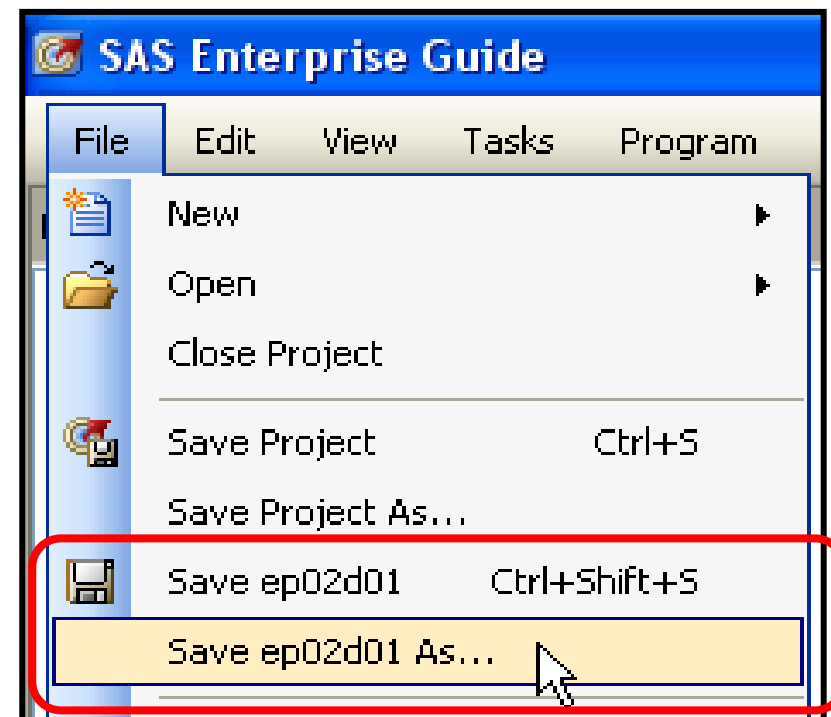 SAS Enterprise Guide
File Edit View Tasks Program
New
Open
Close Project
Save Project Ctrl+S
Save Project As...
Save ep02d01 Ctrl+Shift+S
Save ep02d01 As...